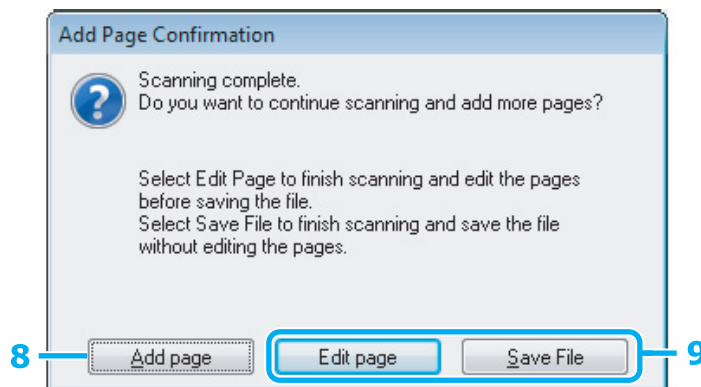 Add Page Confirmation
Scanning complete.
Do you want to continue scanning and add more pages?
Select Edit Page to finish scanning and edit the pages
before saving the file.
Select Save File to finish scanning and save the file
without editing the pages.
8 Add page Edit page Save File 9